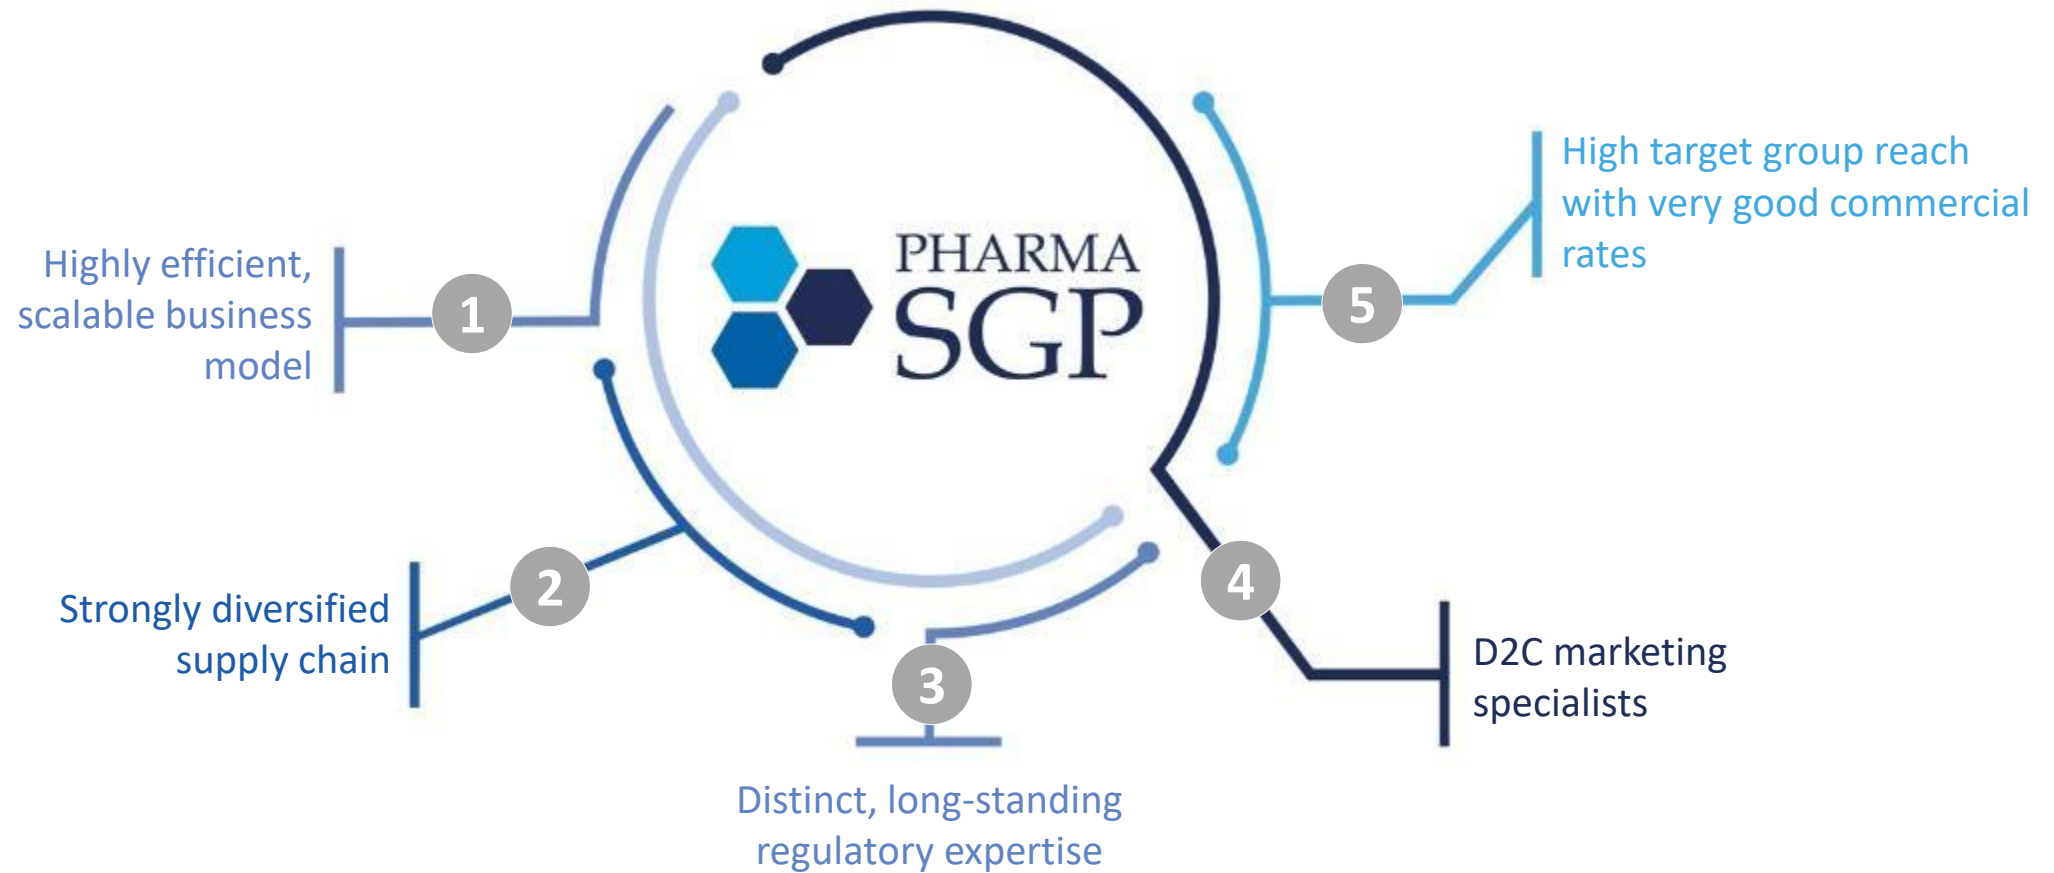 PHARMA
SGP
1
Highly efficient,
scalable business
model
2
Strongly diversified
supply chain
3
Distinct, long-standing
regulatory expertise
4
D2C marketing
specialists
5
High target group reach
with very good commercial
rates